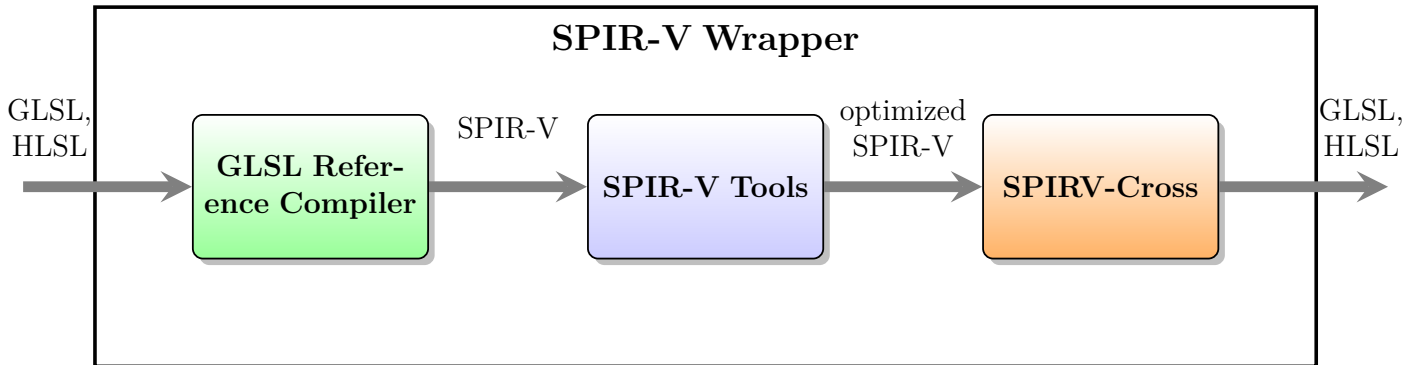 SPIR-V Wrapper
GLSL,
HLSL
GLSL Refer-
ence Compiler
SPIR-V
SPIR-V Tools
optimized
SPIR-V
SPIRV-Cross
GLSL,
HLSL